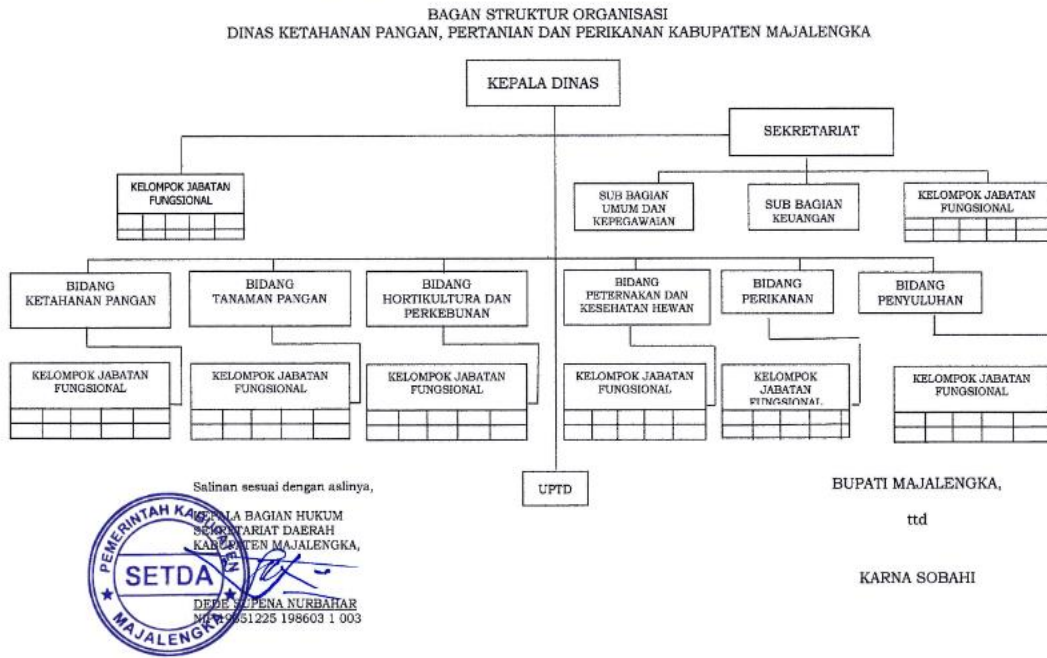 BAGAN STRUKTUR ORGANISASI
DINAS KETAHANAN PANGAN, PERTANIAN DAN PERIKANAN KABUPATEN MAJALENGKA
KEPALA DINAS
SEKRETARIAT
KELOMPOK JABATAN
FUNGSIONAL
SUB BAGIAN
UMUM DAN
KEPEGAWAIAN
SUB BAGIAN
KEUANGAN
KELOMPOK JABATAN
FUNGSIONAL
BIDANG
KETAHANAN PANGAN
BIDANG
TANAMAN PANGAN
BIDANG
HORTIKULTURA DAN
PERKEBUNAN
BIDANG
PETERNAKAN DAN
KESEHATAN HEWAN
BIDANG
PERIKANAN
BIDANG
PENYULUHAN
KELOMPOK JABATAN
FUNGSIONAL
KELOMPOK JABATAN
FUNGSIONAL
KELOMPOK JABATAN
FUNGSIONAL
KELOMPOK JABATAN
FUNGSIONAL
KELOMPOK
JABATAN
FUNGSIONAL
KELOMPOK JABATAN
FUNGSIONAL
UPTD
Salinan sesuai dengan aslinya,
KEPALA BAGIAN HUKUM
SEKRETARIAT DAERAH
KABUPATEN MAJALENGKA,
DEDE SUPENA NURBAHAR
198603 1 003
PEMERINTAH KABUPATEN
SETDA
MAJALENGKA
BUPATI MAJALENGKA,
ttd
KARNA SOBAHI